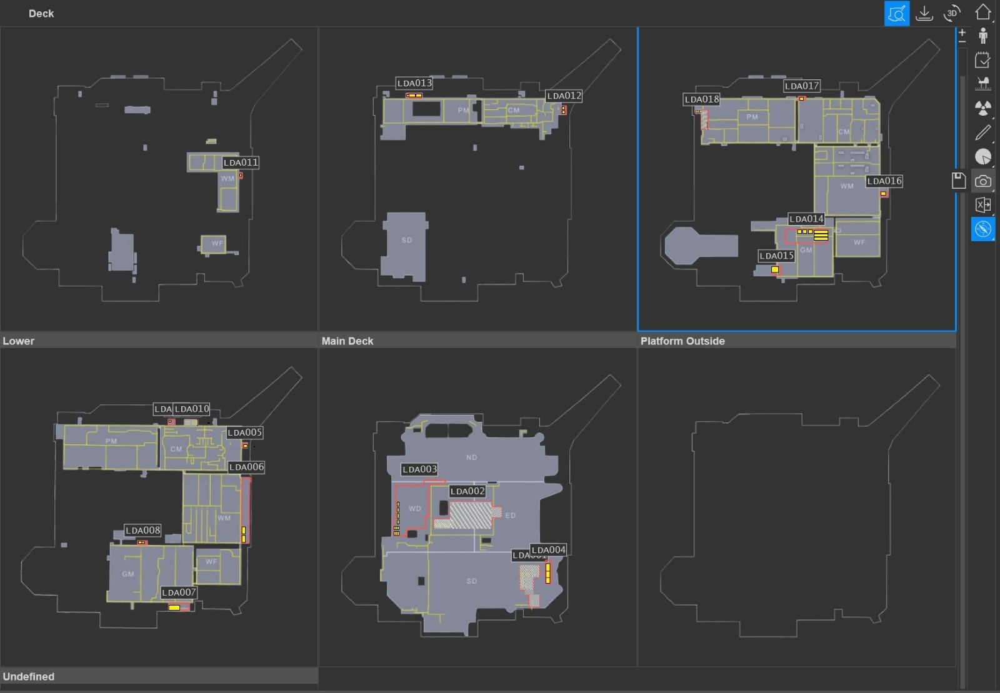 Deck
3D
LDA011
WM
WF
LDA013
LDA012
PM
CM
SD
LDA017
LDA018
PM
CM
LDA016
WM
LDA014
WF
GM
LDA015
Lower
Main Deck
Platform Outside
LDA
LDA010
LDA005
PM
CM
LDA006
WM
LDA008
WF
GM
LDA007
ND
LDA003
LDA002
WD
ED
LDA004
SD
Undefined